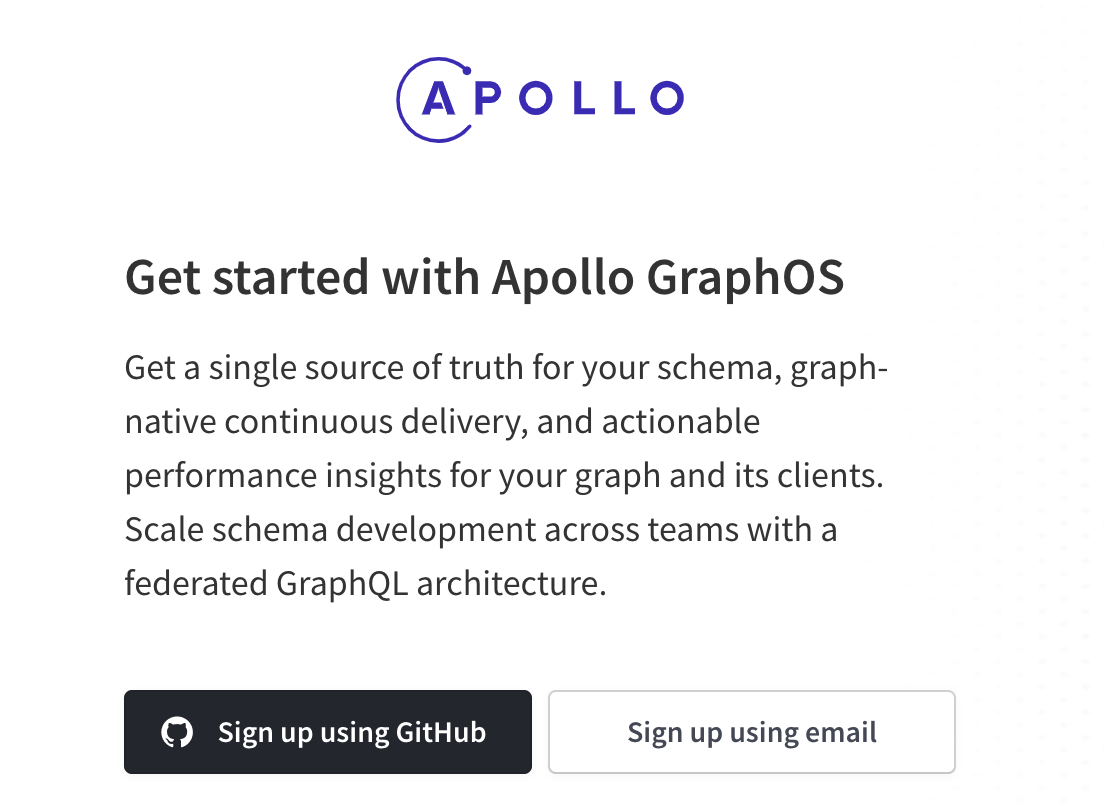 APOLLO
Get started with Apollo GraphOS
Get a single source of truth for your schema, graph-
native continuous delivery, and actionable
performance insights for your graph and its clients.
Scale schema development across teams with a
federated GraphQL architecture.
Sign up using GitHub
Sign up using email